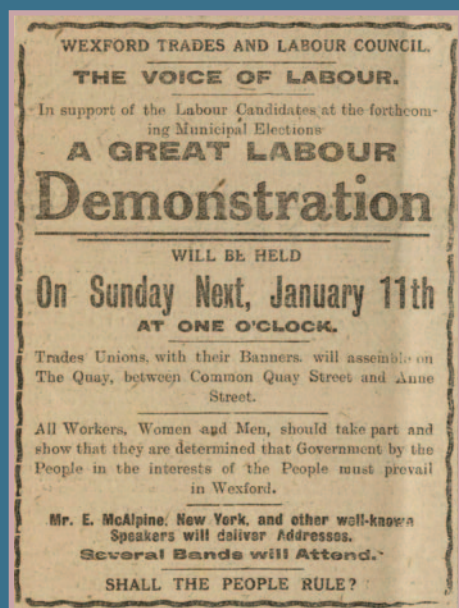 WEXFORD TRADES AND LABOUR COUNCIL.
THE VOICE OF LABOUR.
In support of the Labour Candidates at the forthcom-
ing Municipal Elections
A GREAT LABOUR
Demonstration
WILL BE HELD
On Sunday Next, January 11th
AT ONE O'CLOCK.
Trades Unions, with their Banners, will assemble on
The Quay, between Common Quay Street and Anne
Street.
All Workers, Women and Men, should take part and
show that they are determined that Government by the
People in the interests of the People must prevail
in Wexford.
Mr. E. McAlpine, New York, and other well-known
Speakers will deliver Addresses.
Several Bands will Attend.
SHALL THE PEOPLE RULE?